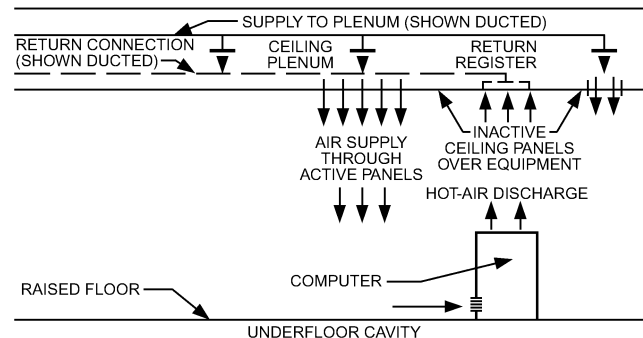 SUPPLY TO PLENUM (SHOWN DUCTED)
RETURN CONNECTION
(SHOWN DUCTED)
CEILING
PLENUM
RETURN
REGISTER
AIR SUPPLY
THROUGH
ACTIVE PANELS
INACTIVE
CEILING PANELS
OVER EQUIPMENT
HOT-AIR DISCHARGE
COMPUTER
RAISED FLOOR
UNDERFLOOR CAVITY